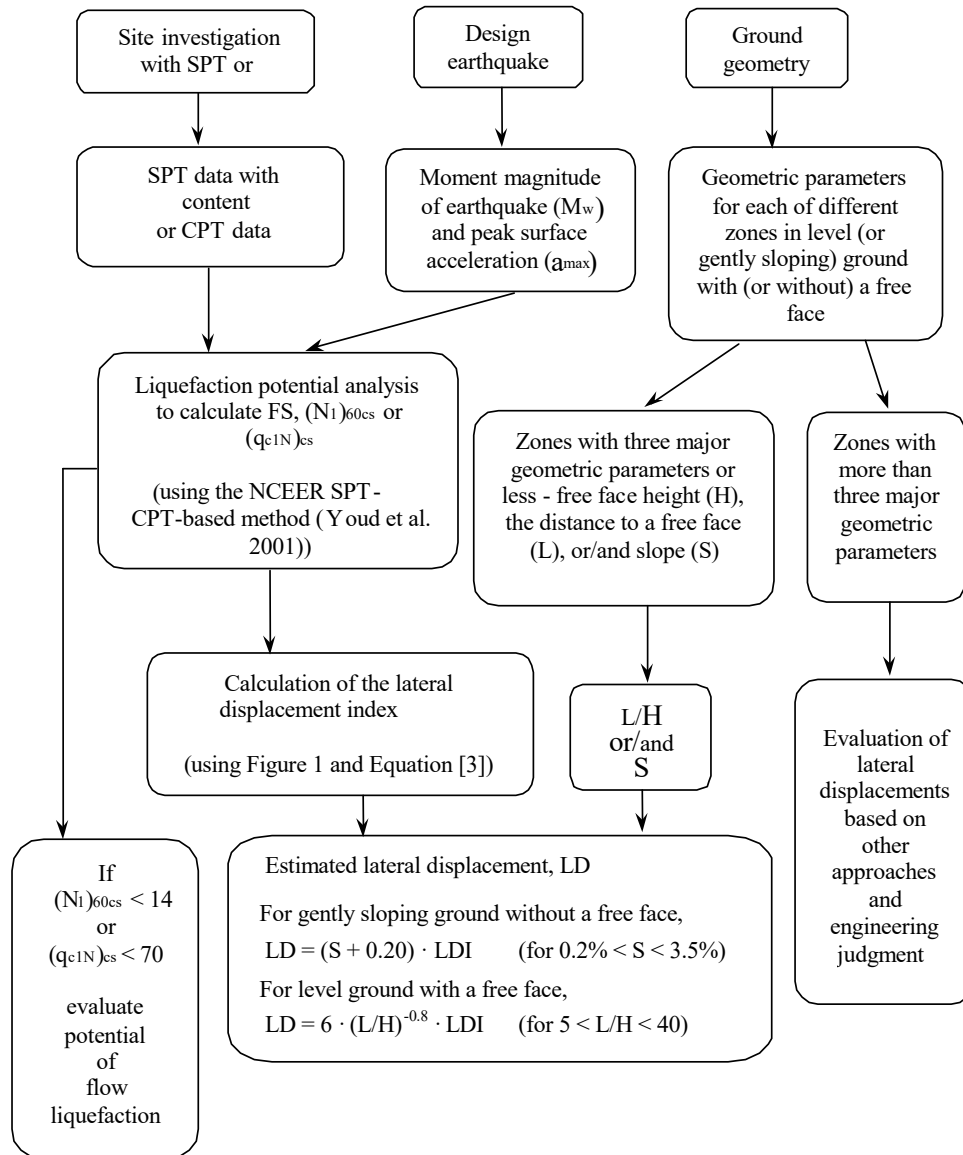 Site investigation
with SPT or
Design
earthquake
Ground
geometry
SPT data with
content
or CPT data
Moment magnitude
of earthquake (Mw)
and peak surface
acceleration (amax)
Geometric parameters
for each of different
zones in level (or
gently sloping) ground
with (or without) a free
face
Liquefaction potential analysis
to calculate FS, (N1)60cs or
(qc1N)cs
(using the NCEER SPT-
CPT-based method (Youd et al.
2001))
Zones with three major
geometric parameters or
less - free face height (H),
the distance to a free face
(L), or/and slope (S)
Zones with
more than
three major
geometric
parameters
Calculation of the lateral
displacement index
(using Figure 1 and Equation [3])
L/H
or/and
S
Evaluation of
lateral
displacements
based on
other
approaches
and
engineering
judgment
If
(N1)60cs < 14
or
(qc1N)cs < 70
evaluate
potential
of
flow
liquefaction
Estimated lateral displacement, LD
For gently sloping ground without a free face,
LD = (S + 0.20) · LDI (for 0.2% < S < 3.5%)
For level ground with a free face,
LD = 6 · (L/H)^-0.8 · LDI (for 5 < L/H < 40)